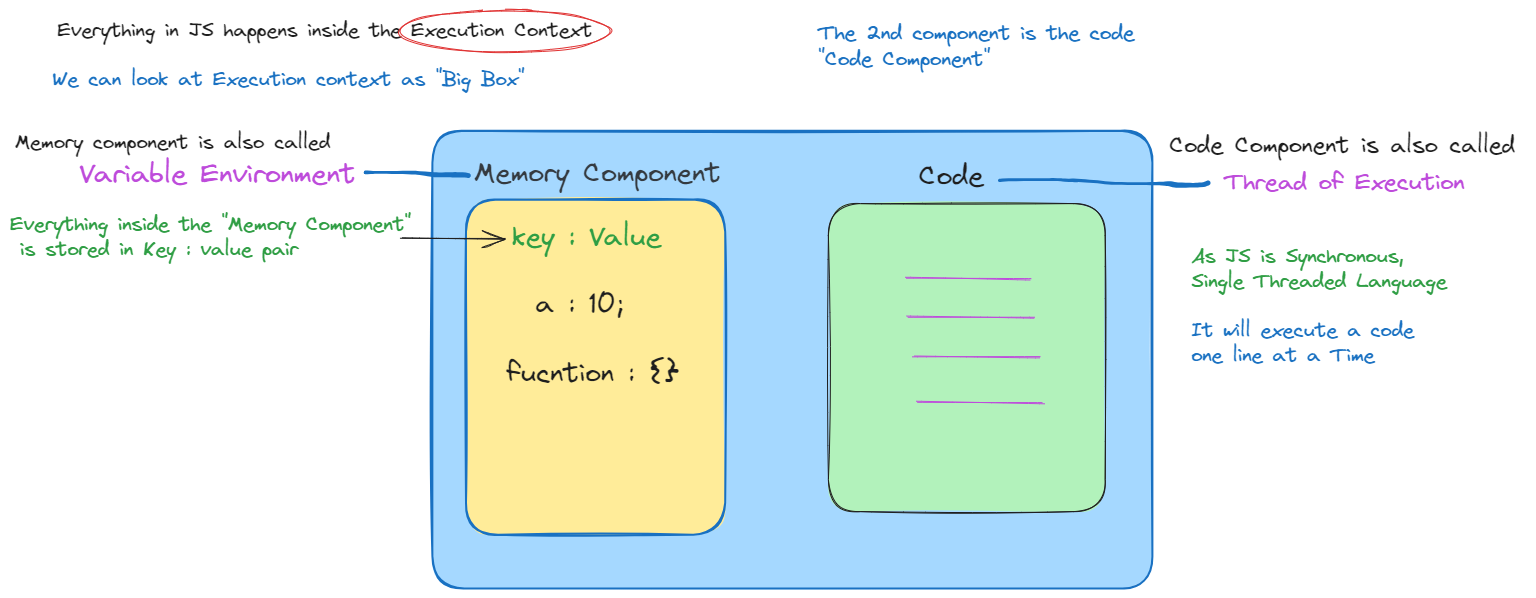 Everything in JS happens inside the Execution Context
We can look at Execution context as "Big Box"
The 2nd component is the code
"Code Component"
Memory component is also called
Variable Environment
Everything inside the "Memory Component"
is stored in Key : value pair
Memory Component
key : Value
a : 10;
fucntion : {}
Code
Code Component is also called
Thread of Execution
As JS is Synchronous,
Single Threaded Language
It will execute a code
one line at a Time